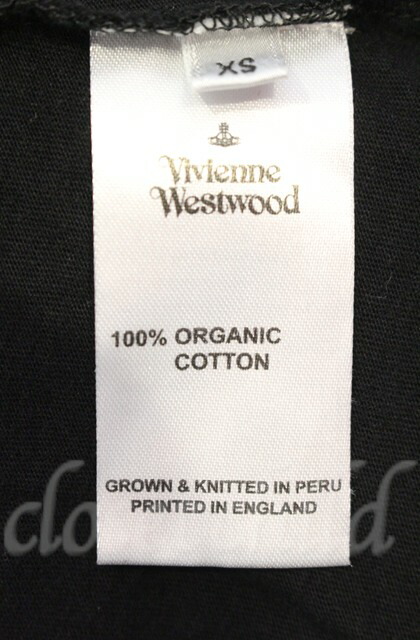 XS
Vivienne
Westwood
100% ORGANIC
COTTON
GROWN & KNITTED IN PERU
PRINTED IN ENGLAND